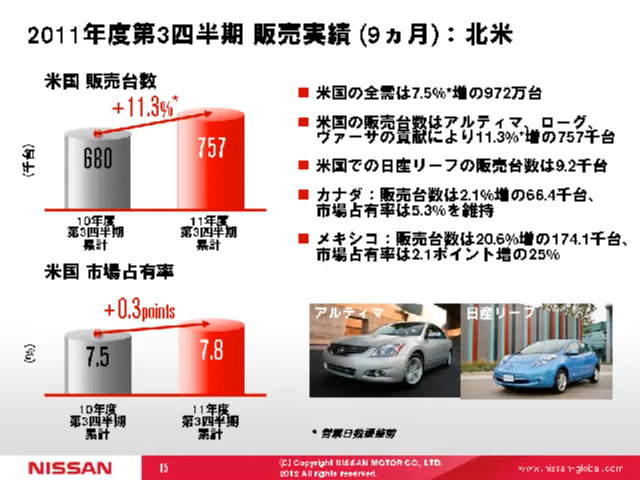 2011年度第3四半期 販売実績 (9ヵ月)：北米
米国 販売台数
+11.3%*
680
757
(千台)
10年度
第3四半期
累計
11年度
第3四半期
累計
米国 市場占有率
+0.3points
7.5
7.8
(%)
10年度
第3四半期
累計
11年度
第3四半期
累計
米国の全需は7.5%*増の972万台
米国の販売台数はアルティマ、ローグ、
ヴァーサの貢献により11.3%*増の757千台
米国での日産リーフの販売台数は9.2千台
カナダ：販売台数は2.1%増の66.4千台、
市場占有率は5.3%を維持
メキシコ：販売台数は20.6%増の174.1千台、
市場占有率は2.1ポイント増の25%
アルティマ
日産リーフ
* 営業日数調整前
NISSAN
15
(C) Copyright NISSAN MOTOR CO., LTD.
2012 All rights reserved.
www.nissan-global.com